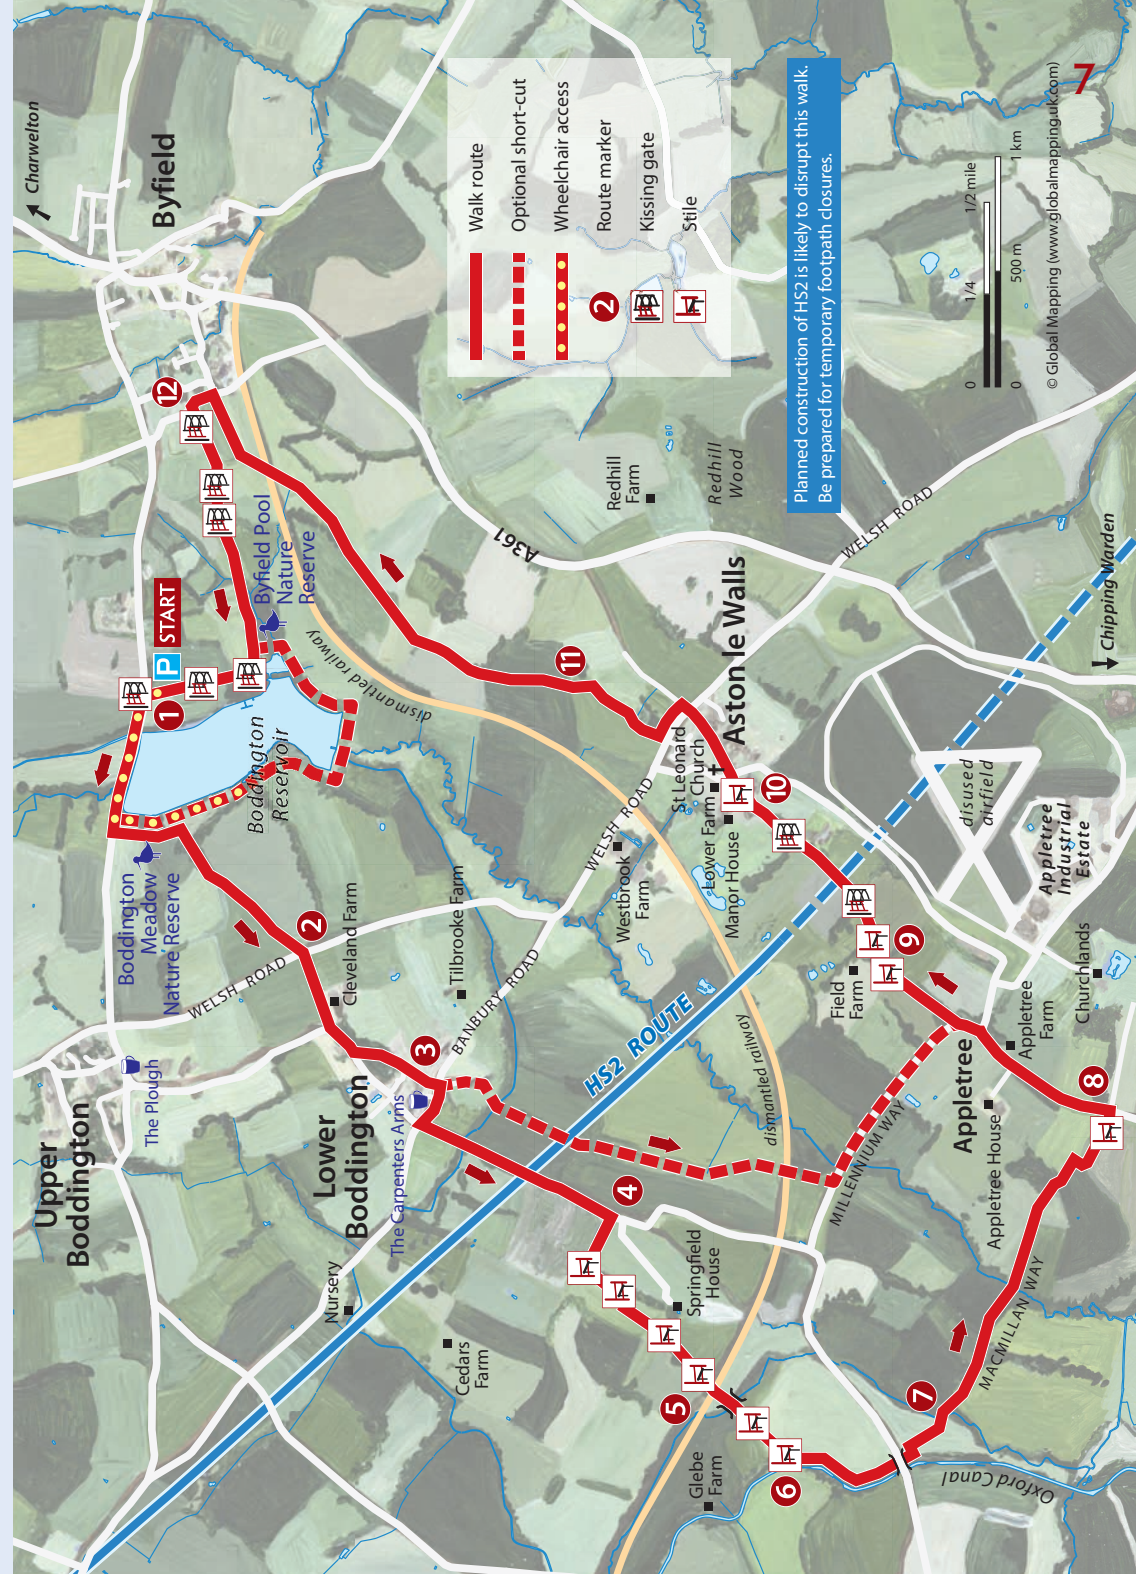 Charwelton
Byfield
Walk route
Optional short-cut
Wheelchair access
Route marker
2
Kissing gate
Stile
Planned construction of HS2 is likely to disrupt this walk.
Be prepared for temporary footpath closures.
0
1/4
1/2 mile
0
500 m
1 km
© Global Mapping (www.globalmapping.uk.com)
7
12
START
P
1
Byfield Pool
Nature
Reserve
Boddington
Reservoir
dismantled railway
A361
Redhill
Farm
Redhill
Wood
WELSH ROAD
Chipping Warden
11
Aston le Walls
St Leonard
Church
Lower Farm
Manor House
10
WELSH ROAD
Westbrook
Farm
disused
airfield
Appletree
Industrial
Estate
Boddington
Meadow
Nature Reserve
2
WELSH ROAD
Cleveland Farm
Tilbrooke Farm
BANBURY ROAD
3
HS2 ROUTE
Field
Farm
9
Churchlands
Appletree
Farm
Appletree
8
Appletree House
MILLENNIUM WAY
dismantled railway
Upper
Boddington
The Plough
Lower
Boddington
The Carpenters Arms
Nursery
Cedars
Farm
4
Springfield
House
5
6
Glebe
Farm
7
MACMILLAN WAY
Oxford Canal